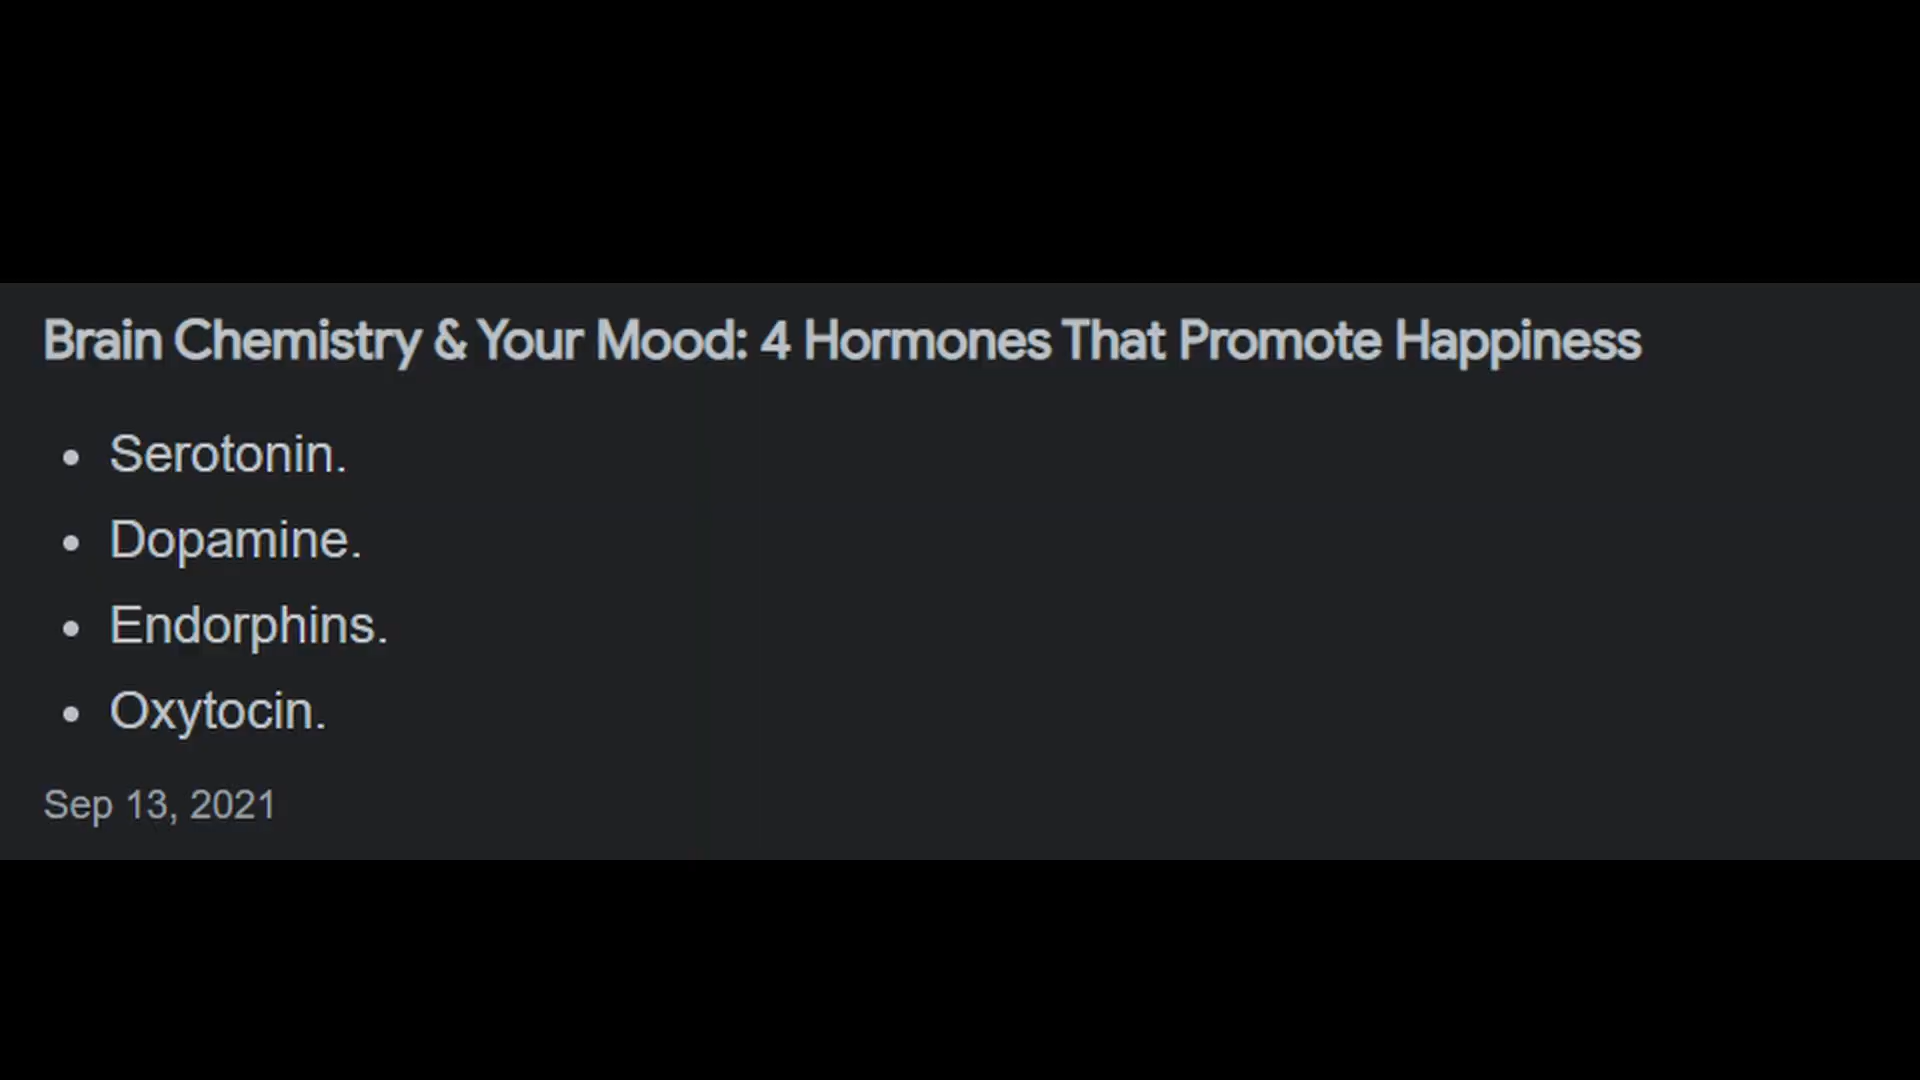 Brain Chemistry & Your Mood: 4 Hormones That Promote Happiness
• Serotonin.
• Dopamine.
• Endorphins.
• Oxytocin.
Sep 13, 2021